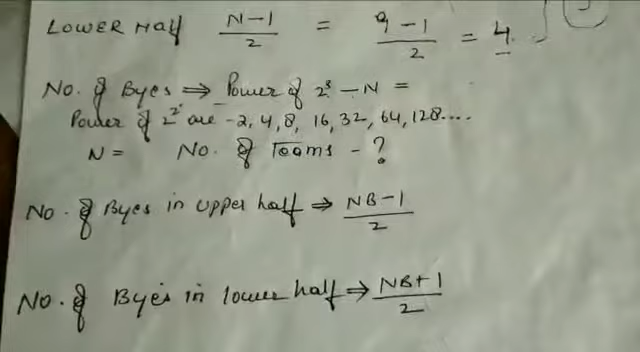 LOWER Half N-1/2 = 9-1/2 = 4
No. of Byes ⇒ Power of 2's - N =
Power of 2's are - 2, 4, 8, 16, 32, 64, 128....
N = No. of Teams - ?
No. of Byes in upper half ⇒ NB-1/2
No. of Byes in lower half ⇒ NB+1/2